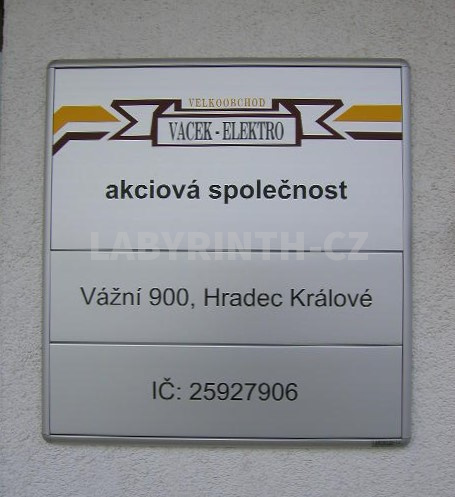 VELKOOBCHOD
VACEK - ELEKTRO
akciová společnost
LABYRINTH-CZ
Vážní 900, Hradec Králové
IČ: 25927906